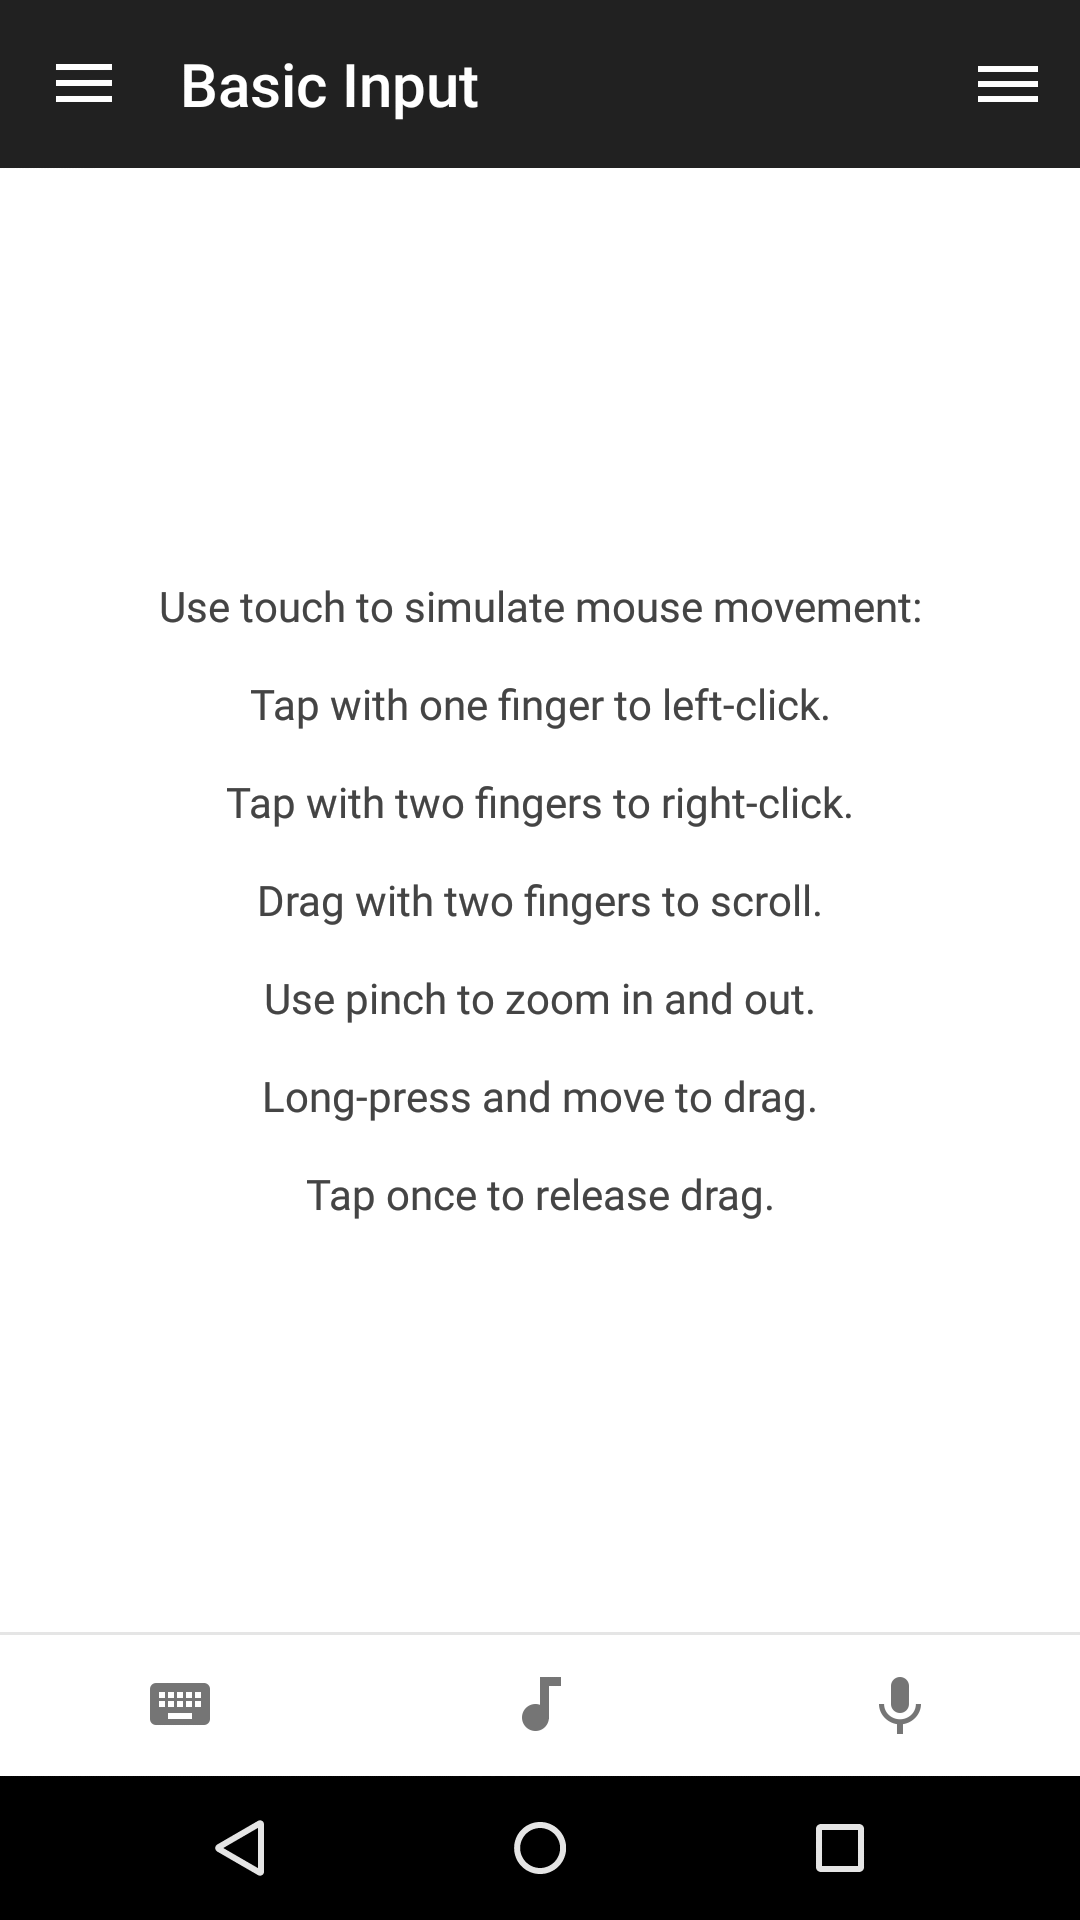 Basic Input
Use touch to simulate mouse movement:
Tap with one finger to left-click.
Tap with two fingers to right-click.
Drag with two fingers to scroll.
Use pinch to zoom in and out.
Long-press and move to drag.
Tap once to release drag.